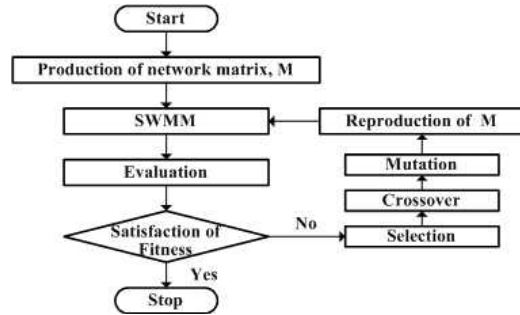 Start
Production of network matrix, M
SWMM
Reproduction of M
Mutation
Evaluation
Crossover
Satisfaction of
Fitness
No
Selection
Yes
Stop